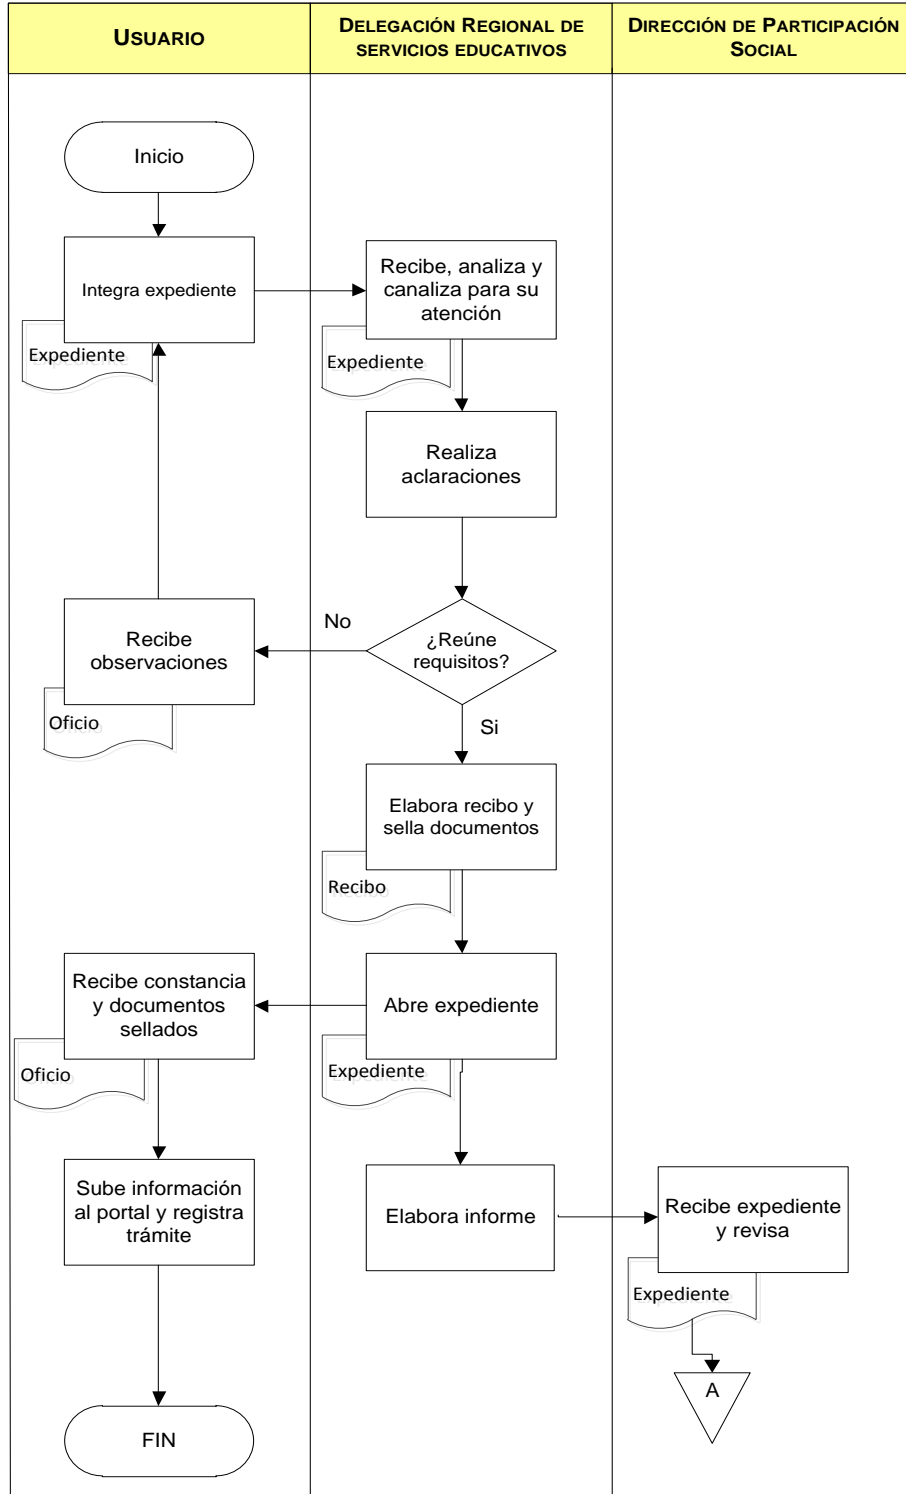 USUARIO
DELEGACIÓN REGIONAL DE
SERVICIOS EDUCATIVOS
DIRECCIÓN DE PARTICIPACIÓN
SOCIAL
Inicio
Integra expediente
Expediente
Recibe, analiza y
canaliza para su
atención
Expediente
Realiza
aclaraciones
¿Reúne
requisitos?
No
Recibe
observaciones
Oficio
Si
Elabora recibo y
sella documentos
Recibo
Abre expediente
Expediente
Recibe constancia
y documentos
sellados
Oficio
Sube información
al portal y registra
trámite
Elabora informe
Recibe expediente
y revisa
Expediente
A
FIN